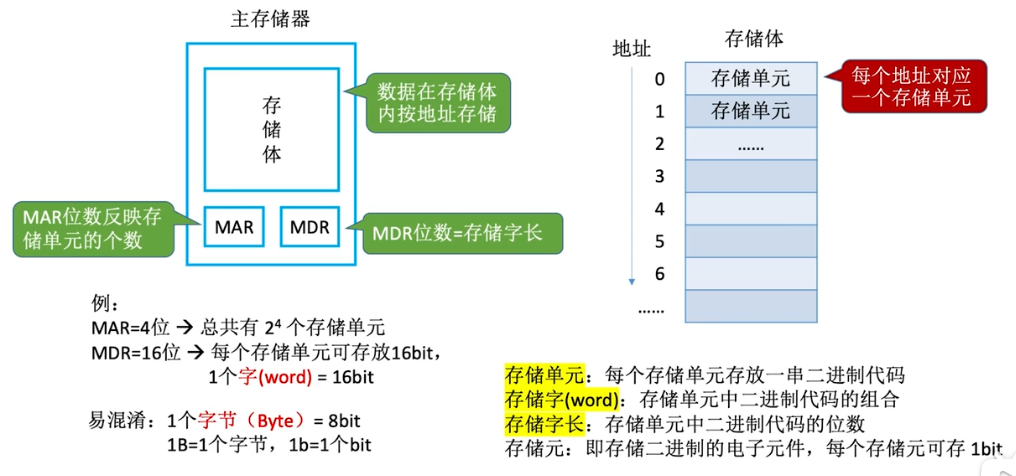 主存储器
存
储
体
数据在存储体
内按地址存储
MAR位数反映存
储单元的个数
MAR
MDR
MDR位数=存储字长
例：
MAR=4位 → 总共有 2⁴ 个存储单元
MDR=16位 → 每个存储单元可存放16bit，
1个字(word) = 16bit
易混淆：1个字节（Byte）= 8bit
1B=1个字节，1b=1个bit
地址
存储体
0
存储单元
1
存储单元
2
......
3
4
5
6
......
每个地址对应
一个存储单元
存储单元：每个存储单元存放一串二进制代码
存储字(word)：存储单元中二进制代码的组合
存储字长：存储单元中二进制代码的位数
存储元：即存储二进制的电子元件，每个存储元可存 1bit